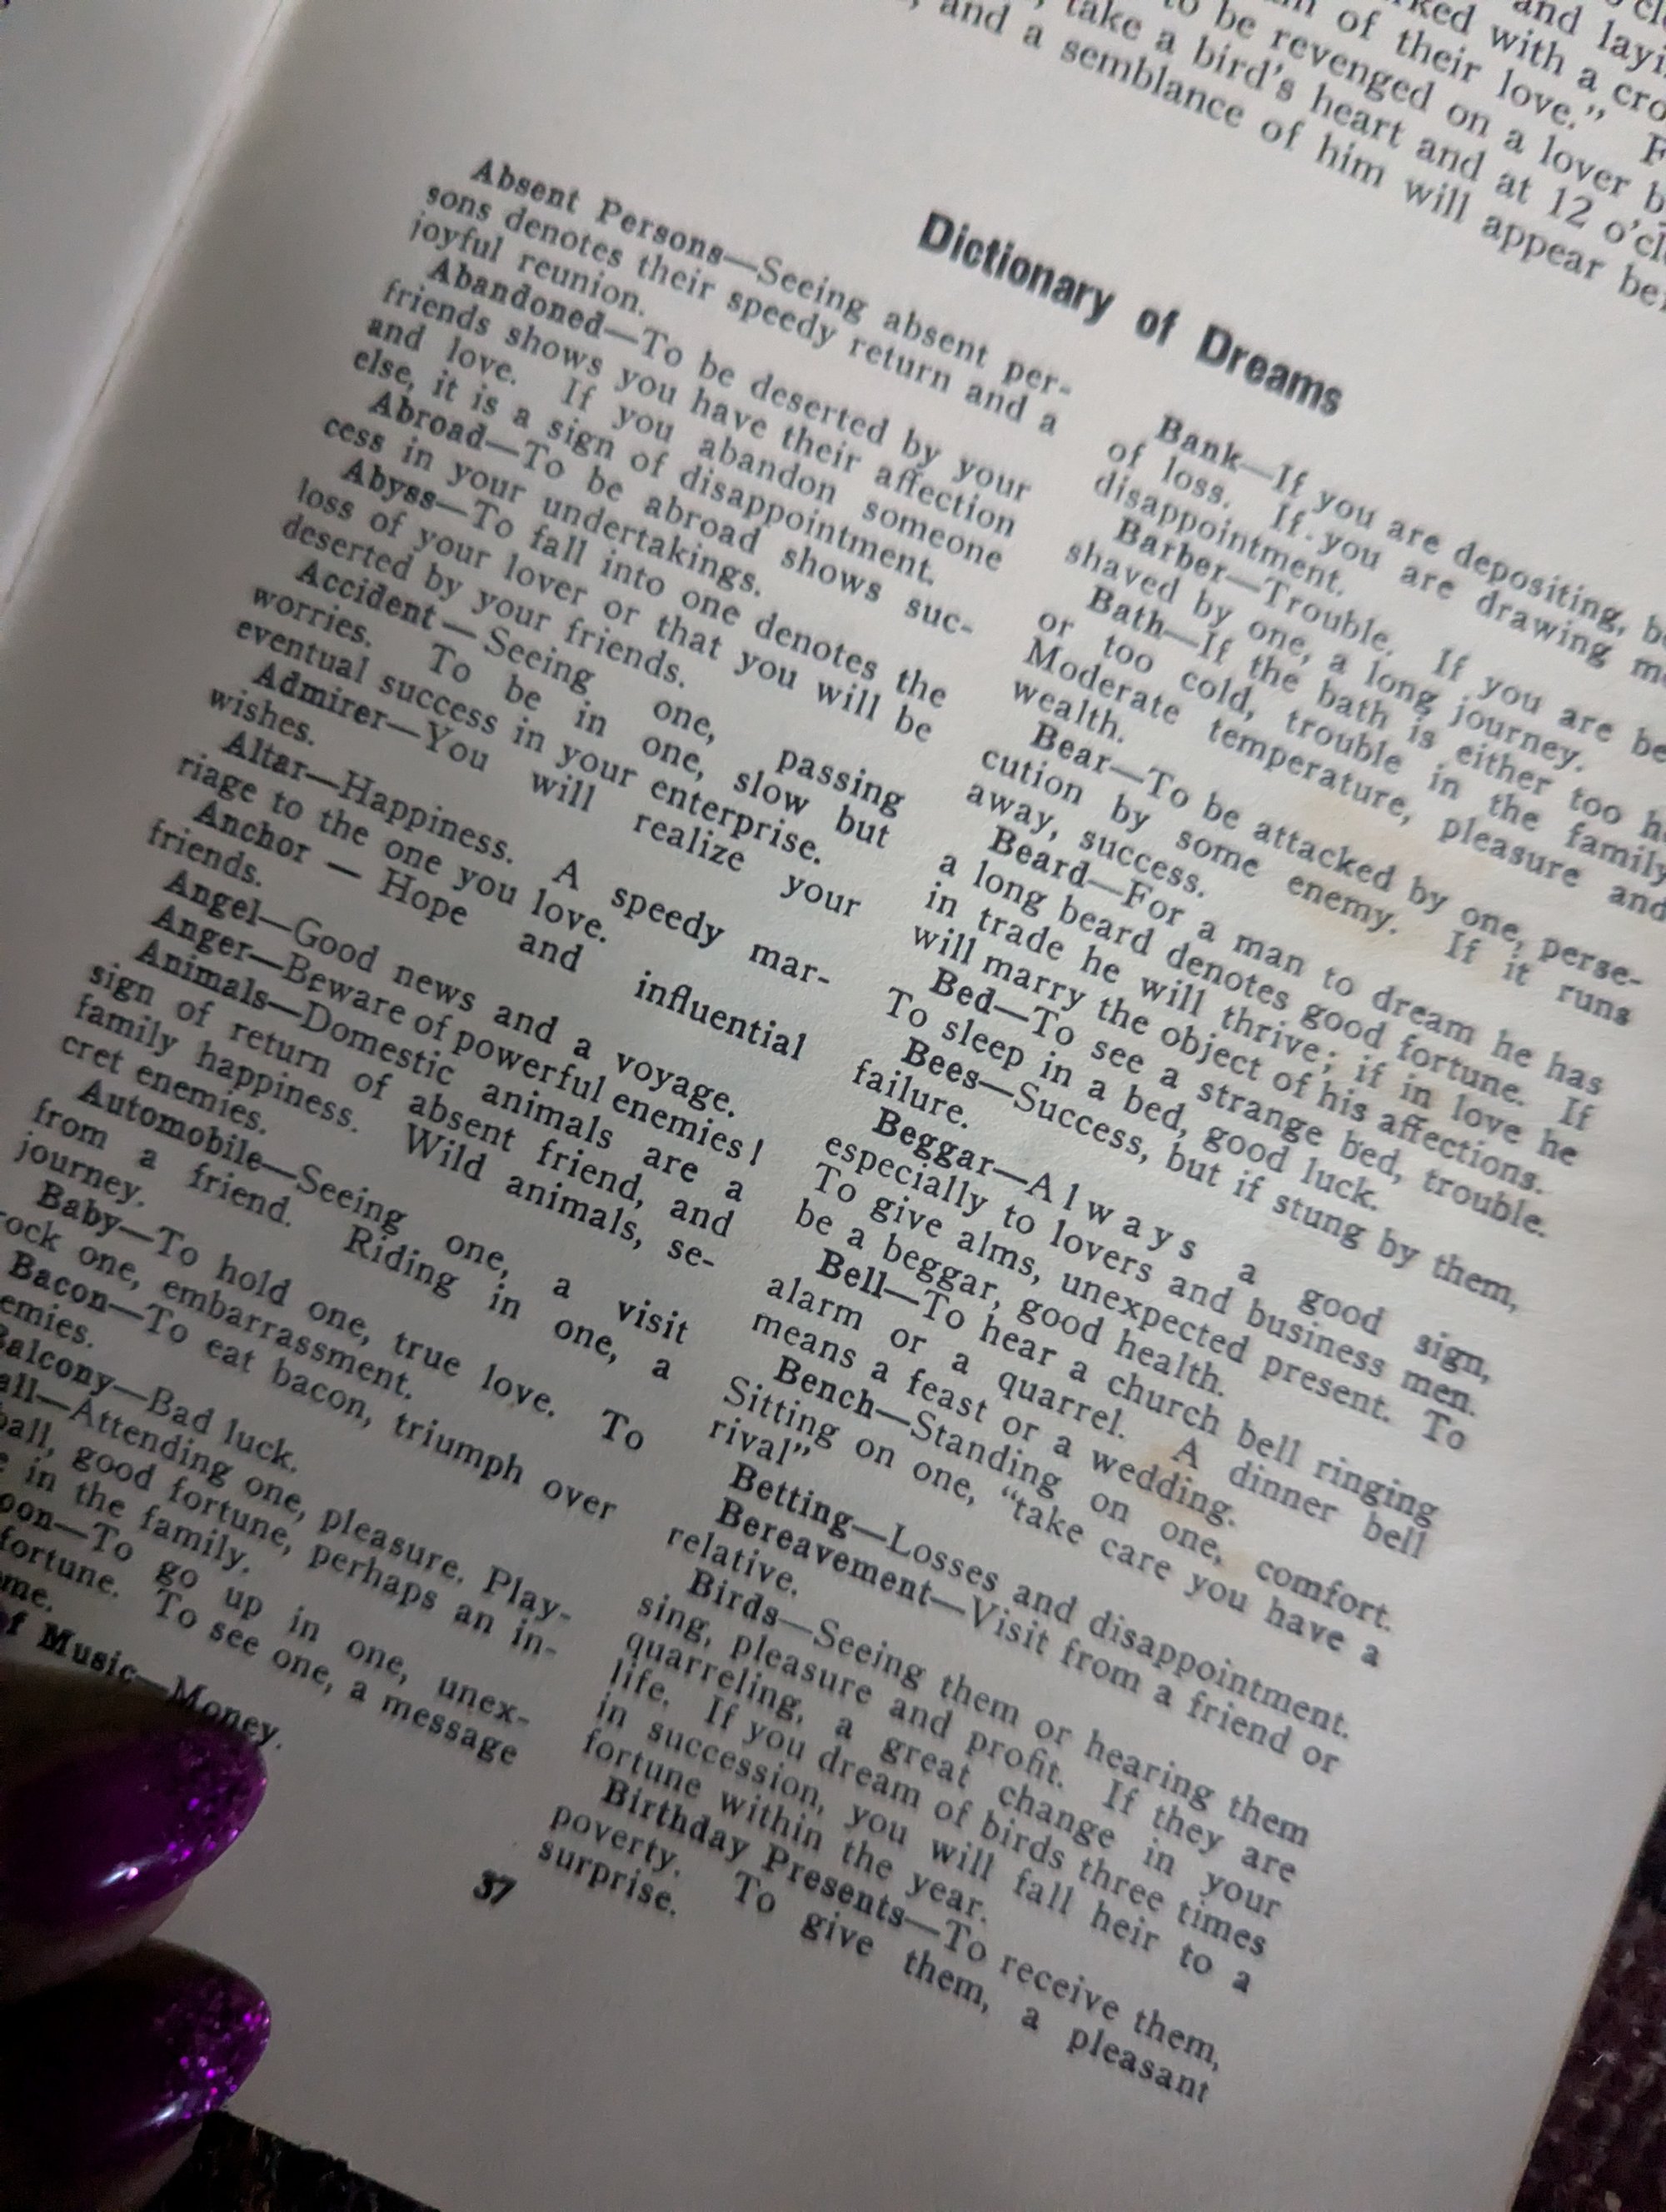 and layi
rked with a cro
of their love." F
to be revenged on a lover b
take a bird's heart and at 12 o'cl
and a semblance of him will appear be
Dictionary of Dreams
Absent Persons—Seeing absent per-
sons denotes their speedy return and a
joyful reunion.
Abandoned—To be deserted by your
friends shows you have their affection
and love. If you abandon someone
else, it is a sign of disappointment.
Abroad—To be abroad shows suc-
cess in your undertakings.
Abyss—To fall into one denotes the
loss of your lover or that you will be
deserted by your friends.
Accident—Seeing one, passing
worries. To be in one, slow but
eventual success in your enterprise.
Admirer—You will realize your
wishes.
Altar—Happiness. A speedy mar-
riage to the one you love.
Anchor — Hope and influential
friends.
Angel—Good news and a voyage.
Anger—Beware of powerful enemies!
Animals—Domestic animals are a
sign of return of absent friend, and
family happiness. Wild animals, se-
cret enemies.
Automobile—Seeing one, a visit
from a friend. Riding in one, a
journey.
Baby—To hold one, true love. To
rock one, embarrassment.
Bacon—To eat bacon, triumph over
emies.
Balcony—Bad luck.
all—Attending one, pleasure. Play-
ball, good fortune, perhaps an in-
in the family.
oon—To go up in one, unex-
fortune. To see one, a message
me.
of Music—Money.
Bank—If you are depositing, b
of loss. If you are drawing m
disappointment.
Barber—Trouble. If you are be
shaved by one, a long journey.
Bath—If the bath is either too h
or too cold, trouble in the family
Moderate temperature, pleasure and
wealth.
Bear—To be attacked by one, perse-
cution by some enemy. If it runs
away, success.
Beard—For a man to dream he has
a long beard denotes good fortune. If
in trade he will thrive; if in love he
will marry the object of his affections.
Bed—To see a strange bed, trouble.
To sleep in a bed, good luck.
Bees—Success, but if stung by them,
failure.
Beggar—Always a good sign,
especially to lovers and business men.
To give alms, unexpected present. To
be a beggar, good health.
Bell—To hear a church bell ringing
alarm or a quarrel. A dinner bell
means a feast or a wedding.
Bench—Standing on one, comfort.
Sitting on one, "take care you have a
rival"
Betting—Losses and disappointment.
Bereavement—Visit from a friend or
relative.
Birds—Seeing them or hearing them
sing, pleasure and profit. If they are
quarreling, a great change in your
life. If you dream of birds three times
in succession, you will fall heir to a
fortune within the year.
Birthday Presents—To receive them,
poverty. To give them, a pleasant
surprise.
37